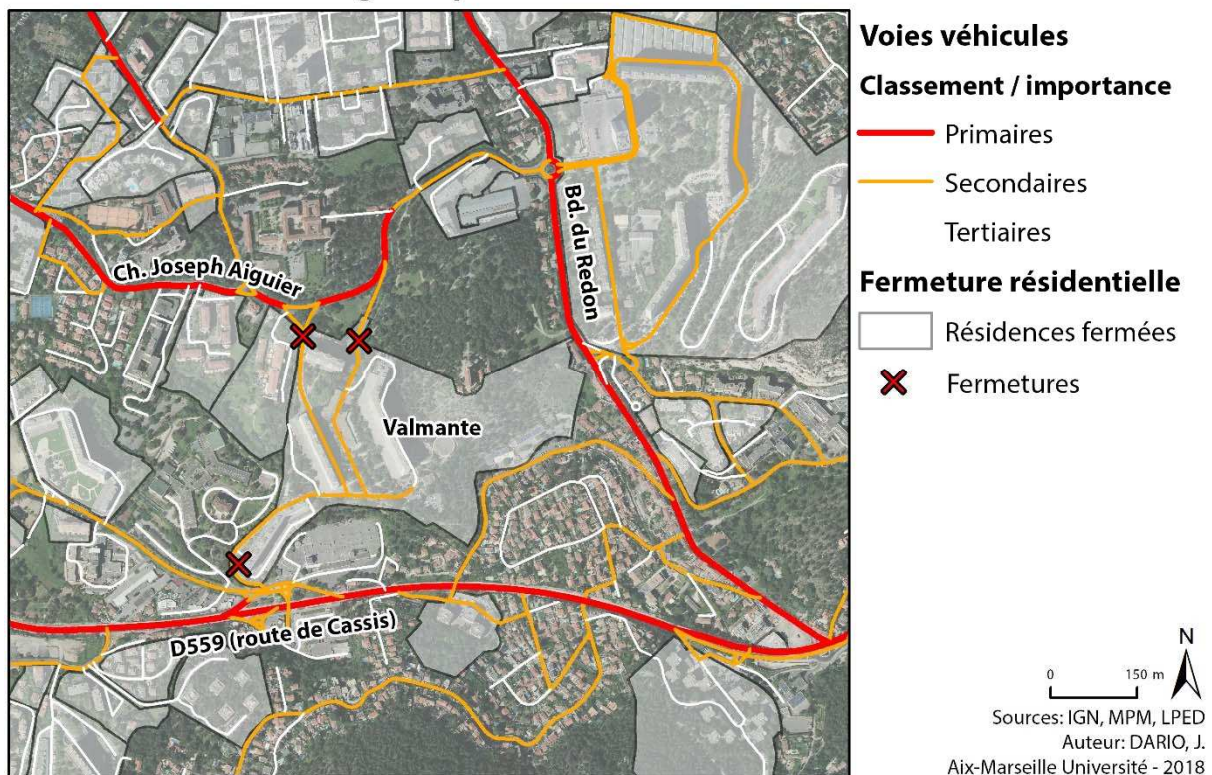 Voies véhicules
Classement / importance
Primaires
Secondaires
Tertiaires
Fermeture résidentielle
Résidences fermées
Fermetures
Bd. du Redon
Ch. Joseph Aiguier
Valmante
D559 (route de Cassis)
N
0 150 m
Sources: IGN, MPM, LPED
Auteur: DARIO, J.
Aix-Marseille Université - 2018